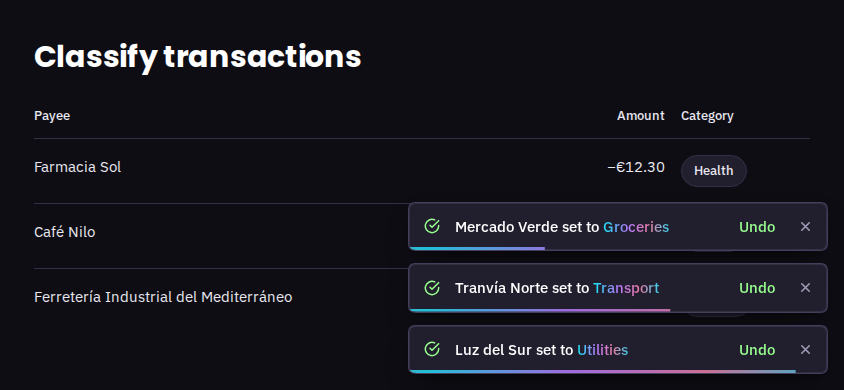 Classify transactions
Payee Amount Category
Farmacia Sol −€12.30 Health
Café Nilo
Mercado Verde set to Groceries Undo
Tranvía Norte set to Transport Undo
Ferretería Industrial del Mediterráneo
Luz del Sur set to Utilities Undo